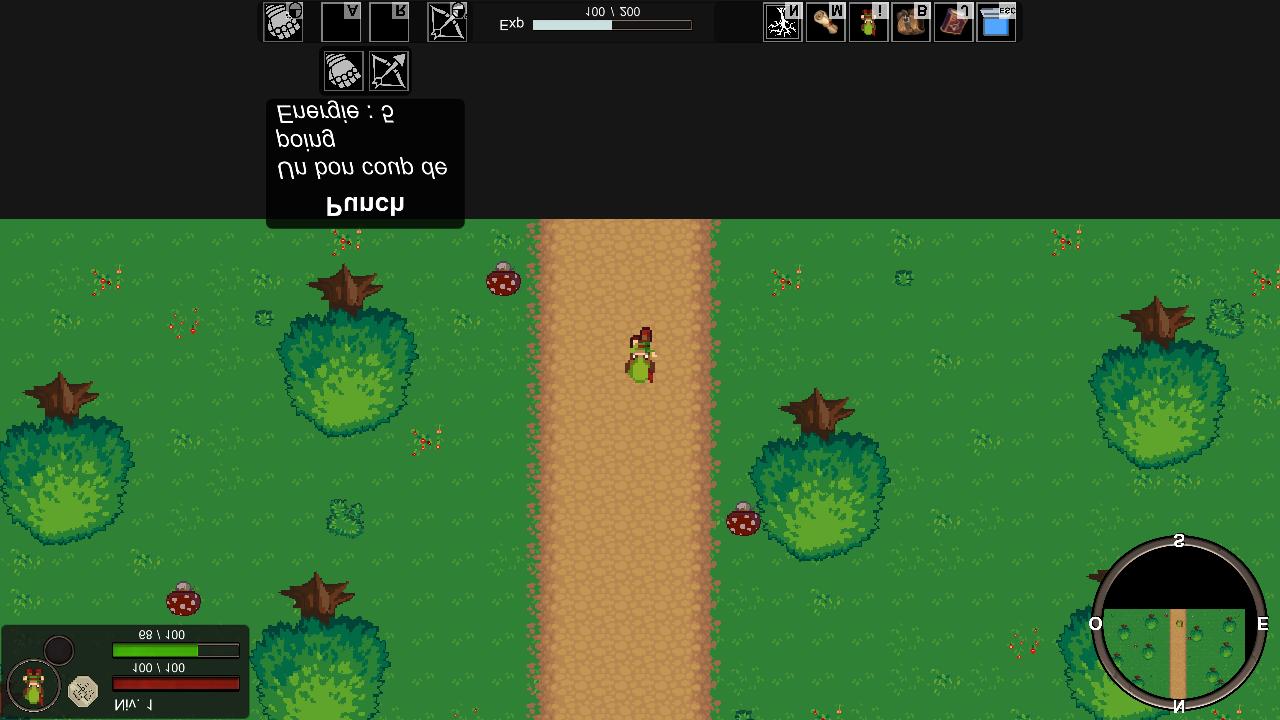 Niv. 1
100 / 100
68 / 100
N
O
E
S
Punch
Un bon coup de
poing
Energie : 5
A
R
Exp
100 / 200
N
M
I
B
J
ESC